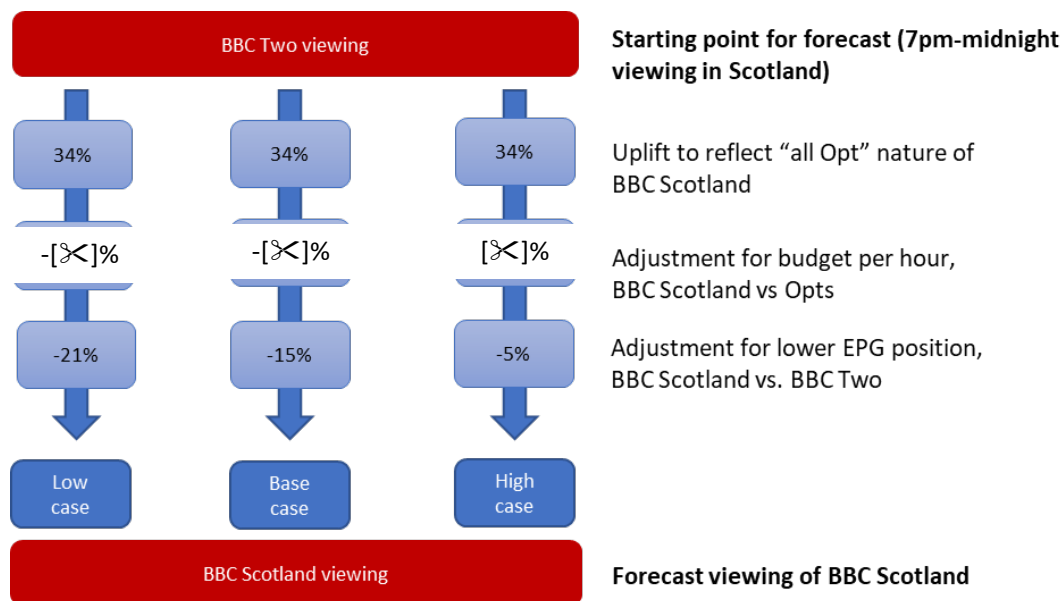 BBC Two viewing
Starting point for forecast (7pm-midnight
viewing in Scotland)
34%
34%
34%
Uplift to reflect “all Opt” nature of
BBC Scotland
-[✂]%
-[✂]%
[✂]%
Adjustment for budget per hour,
BBC Scotland vs Opts
-21%
-15%
-5%
Adjustment for lower EPG position,
BBC Scotland vs. BBC Two
Low
case
Base
case
High
case
BBC Scotland viewing
Forecast viewing of BBC Scotland